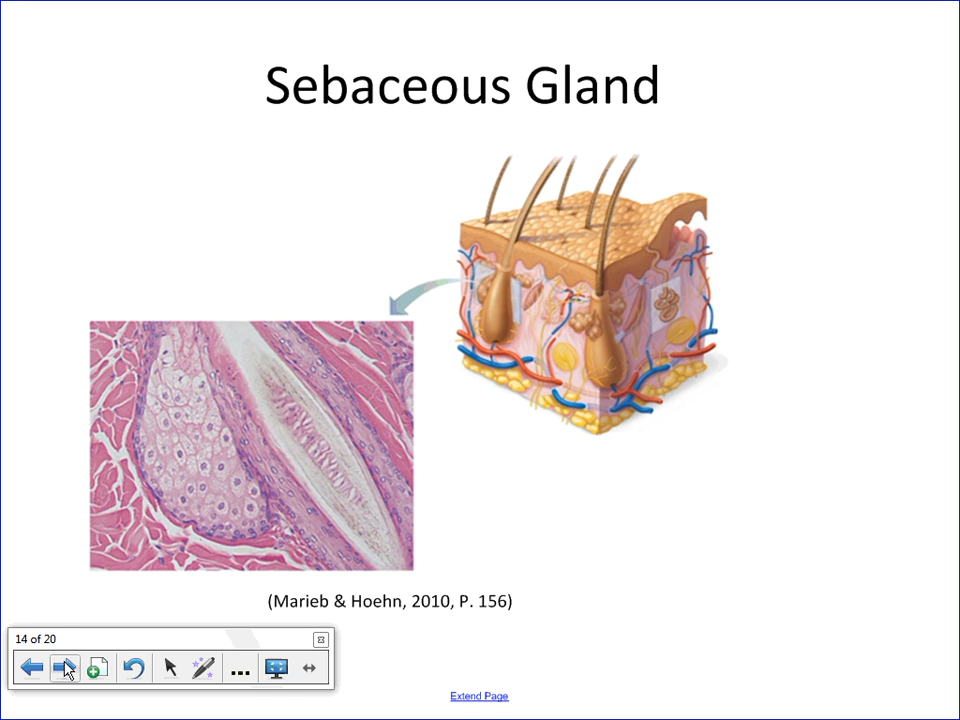 Sebaceous Gland
(Marieb & Hoehn, 2010, P. 156)
14 of 20
...
Extend Page